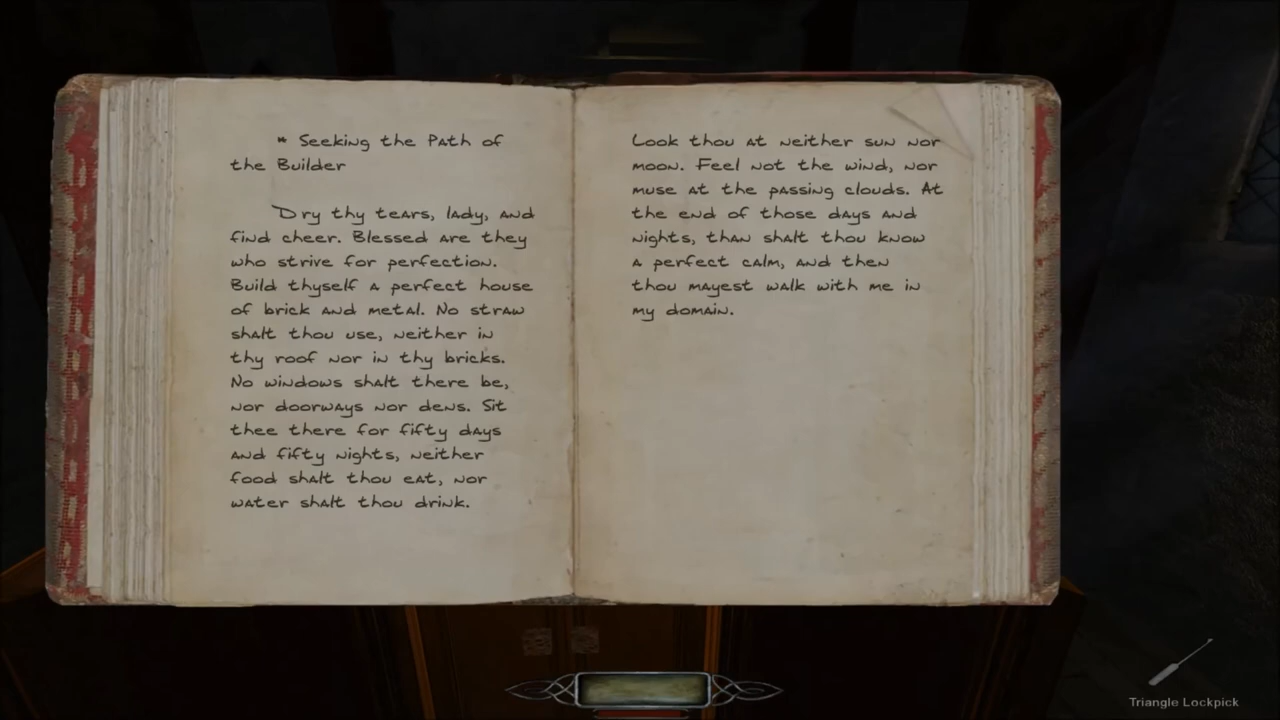 * Seeking the Path of
the Builder
Dry thy tears, lady, and
find cheer. Blessed are they
who strive for perfection.
Build thyself a perfect house
of brick and metal. No straw
shalt thou use, neither in
thy roof nor in thy bricks.
No windows shalt there be,
nor doorways nor dens. Sit
thee there for fifty days
and fifty nights, neither
food shalt thou eat, nor
water shalt thou drink.
Look thou at neither sun nor
moon. Feel not the wind, nor
muse at the passing clouds. At
the end of those days and
nights, than shalt thou know
a perfect calm, and then
thou mayest walk with me in
my domain.
Triangle Lockpick